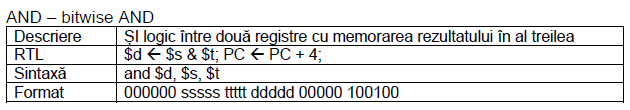 AND – bitwise AND
Descriere ȘI logic între două registre cu memorarea rezultatului în al treilea
RTL $d ← $s & $t; PC ← PC + 4;
Sintaxă and $d, $s, $t
Format 000000 sssss ttttt ddddd 00000 100100